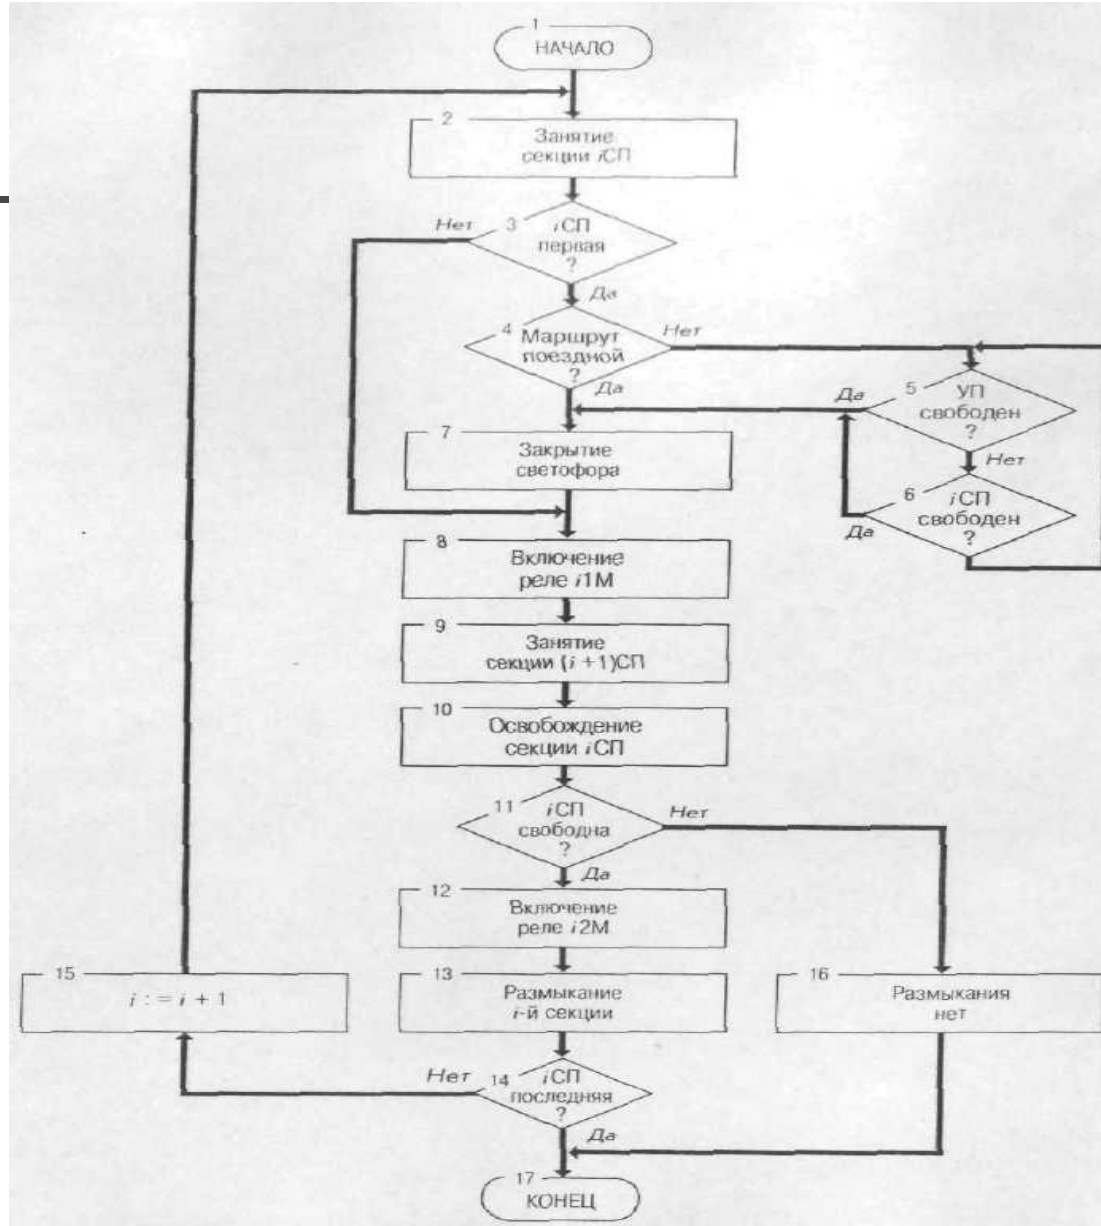 1
НАЧАЛО
2
Занятие
секции iСП
Нет
3
iСП
первая
?
Да
4
Маршрут
поездной
?
Нет
Да
5
УП
свободен
?
Да
Нет
6
iСП
свободен
?
Да
7
Закрытие
светофора
8
Включение
реле i1М
9
Занятие
секции (i + 1)СП
10
Освобождение
секции iСП
11
iСП
свободна
?
Нет
Да
12
Включение
реле i2М
13
Размыкание
i-й секции
14
iСП
последняя
?
Нет
Да
15
i : = i + 1
16
Размыкания
нет
17
КОНЕЦ